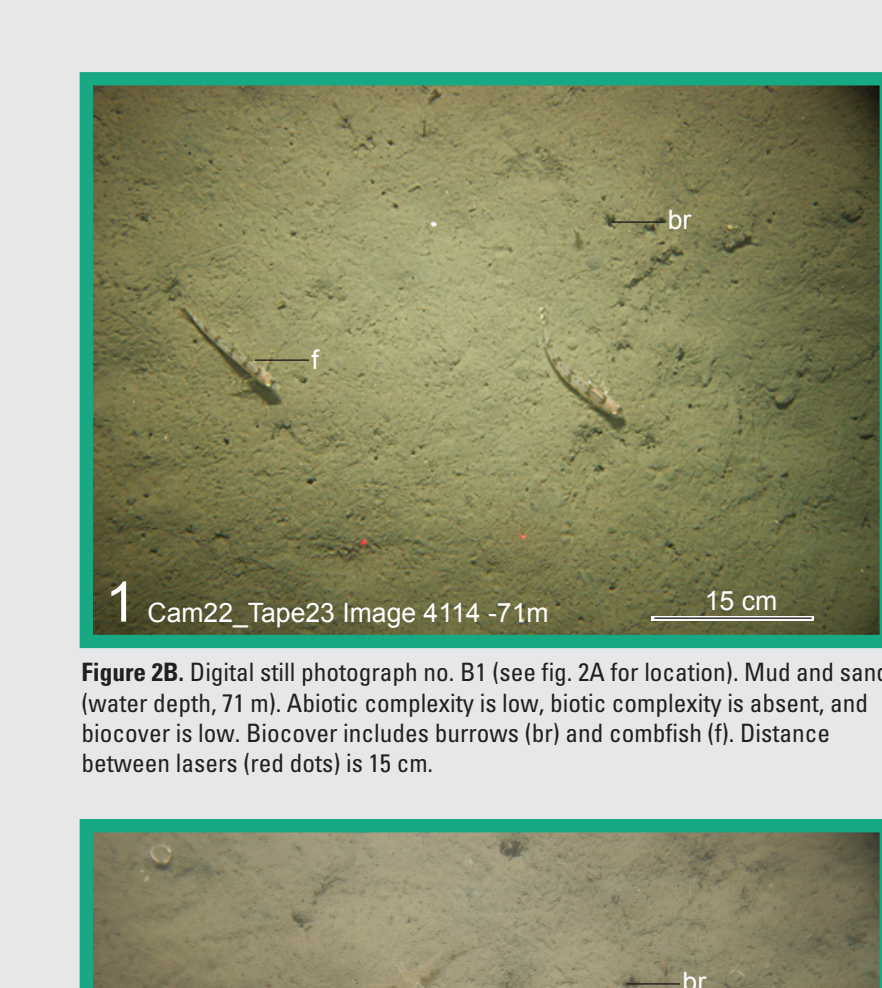 br
f
1 Cam22_Tape23 Image 4114 -71m
15 cm
Figure 2B. Digital still photograph no. B1 (see fig. 2A for location). Mud and sand
(water depth, 71 m). Abiotic complexity is low, biotic complexity is absent, and
biocover is low. Biocover includes burrows (br) and combfish (f). Distance
between lasers (red dots) is 15 cm.
br